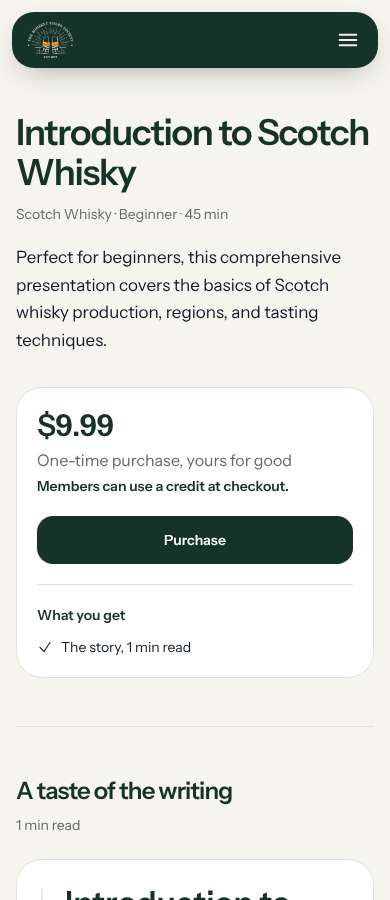 Introduction to Scotch
Whisky
Scotch Whisky · Beginner · 45 min
Perfect for beginners, this comprehensive
presentation covers the basics of Scotch
whisky production, regions, and tasting
techniques.
$9.99
One-time purchase, yours for good
Members can use a credit at checkout.
Purchase
What you get
The story, 1 min read
A taste of the writing
1 min read
Introduction to